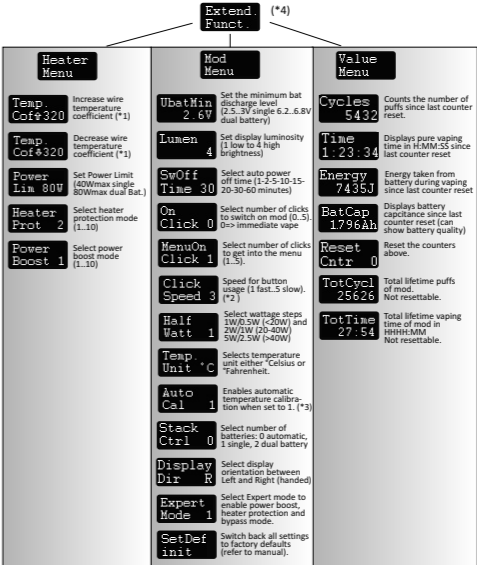 Extend.
Funct.
(*4)
Heater
Menu
Temp.
Cof⇞320
Increase wire
temperature
coefficient (*1)
Temp.
Cof⇟320
Decrease wire
temperature
coefficient (*1)
Power
Lim 80W
Set Power Limit
(40Wmax single
80Wmax dual Bat.)
Heater
Prot 2
Select heater
protection mode
(1..10)
Power
Boost 1
Select power
boost mode
(1..10)
Mod
Menu
UbatMin
2.6V
Set the minimum bat
discharge level
(2.5..3V single 6.2..6.8V
dual battery)
Lumen
4
Set display luminosity
(1 low to 4 high
brightness)
SwOff
Time 30
Select auto power
off time (1-2-5-10-15-
20-30-60 minutes)
On
Click 0
Select number of clicks
to switch on mod (0..5).
0=> immediate vape
MenuOn
Click 1
Select number of clicks
to get into the menu
(1..5).
Click
Speed 3
Speed for button
usage (1 fast..5 slow).
(*2 )
Half
Watt 1
Select wattage steps
1W/0.5W (<20W) and
2W/1W (20-40W)
5W/2.5W (>40W)
Temp.
Unit °C
Selects temperature
unit either °Celsius or
°Fahrenheit.
Auto
Cal 1
Enables automatic
temperature calibra-
tion when set to 1. (*3)
Stack
Ctrl 0
Select number of
batteries: 0 automatic,
1 single, 2 dual battery
Display
Dir R
Select display
orientation between
Left and Right (handed)
Expert
Mode 1
Select Expert mode to
enable power boost,
heater protection and
bypass mode.
SetDef
init
Switch back all settings
to factory defaults
(refer to manual).
Value
Menu
Cycles
5432
Counts the number of
puffs since last counter
reset.
Time
1:23:34
Displays pure vaping
time in H:MM:SS since
last counter reset
Energy
7435J
Energy taken from
battery during vaping
since last counter reset
BatCap
1.796Ah
Displays battery
capcitance since last
counter reset (can
show battery quality)
Reset
Cntr 0
Reset the counters
above.
TotCycl
25626
Total lifetime puffs
of mod.
Not resettable.
TotTime
27:54
Total lifetime vaping
time of mod in
HHHH:MM
Not resettable.